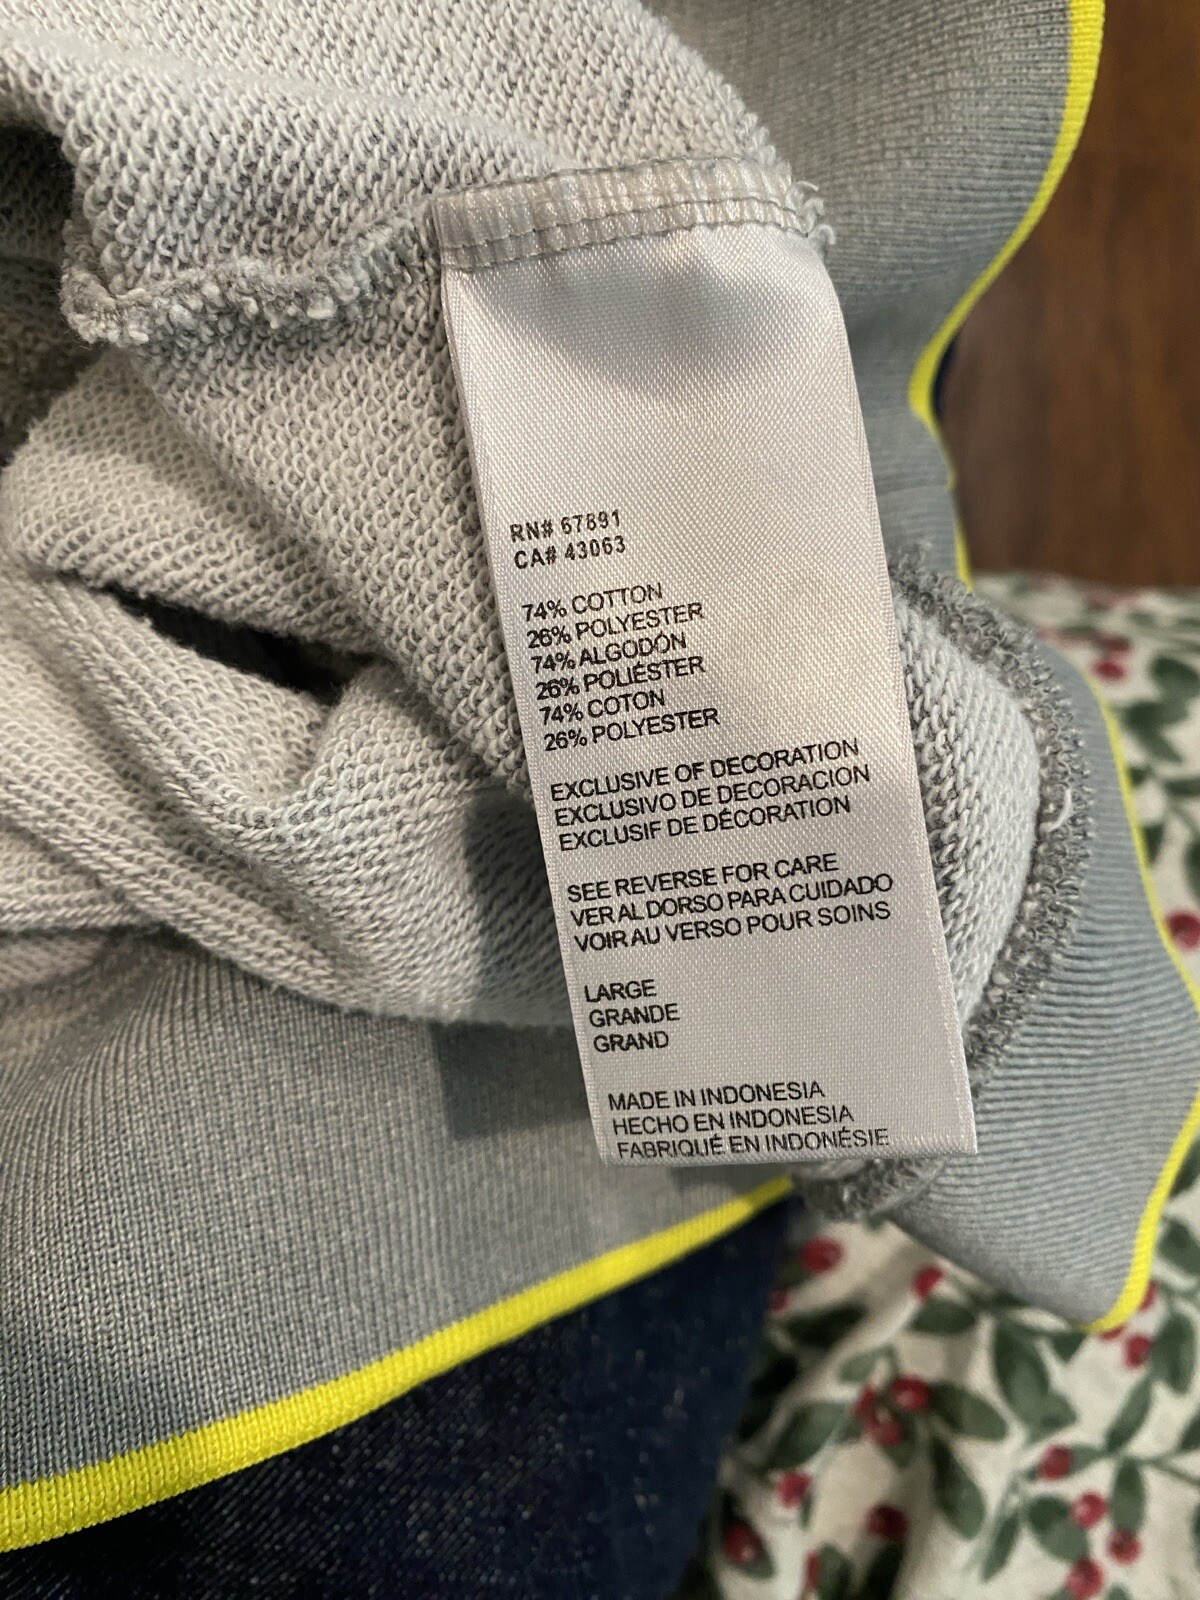 RN# 67891
CA# 43063
74% COTTON
26% POLYESTER
74% ALGODON
26% POLIÉSTER
74% COTON
26% POLYESTER
EXCLUSIVE OF DECORATION
EXCLUSIVO DE DECORACION
EXCLUSIF DE DÉCORATION
SEE REVERSE FOR CARE
VER AL DORSO PARA CUIDADO
VOIR AU VERSO POUR SOINS
LARGE
GRANDE
GRAND
MADE IN INDONESIA
HECHO EN INDONESIA
FABRIQUÉ EN INDONÉSIE